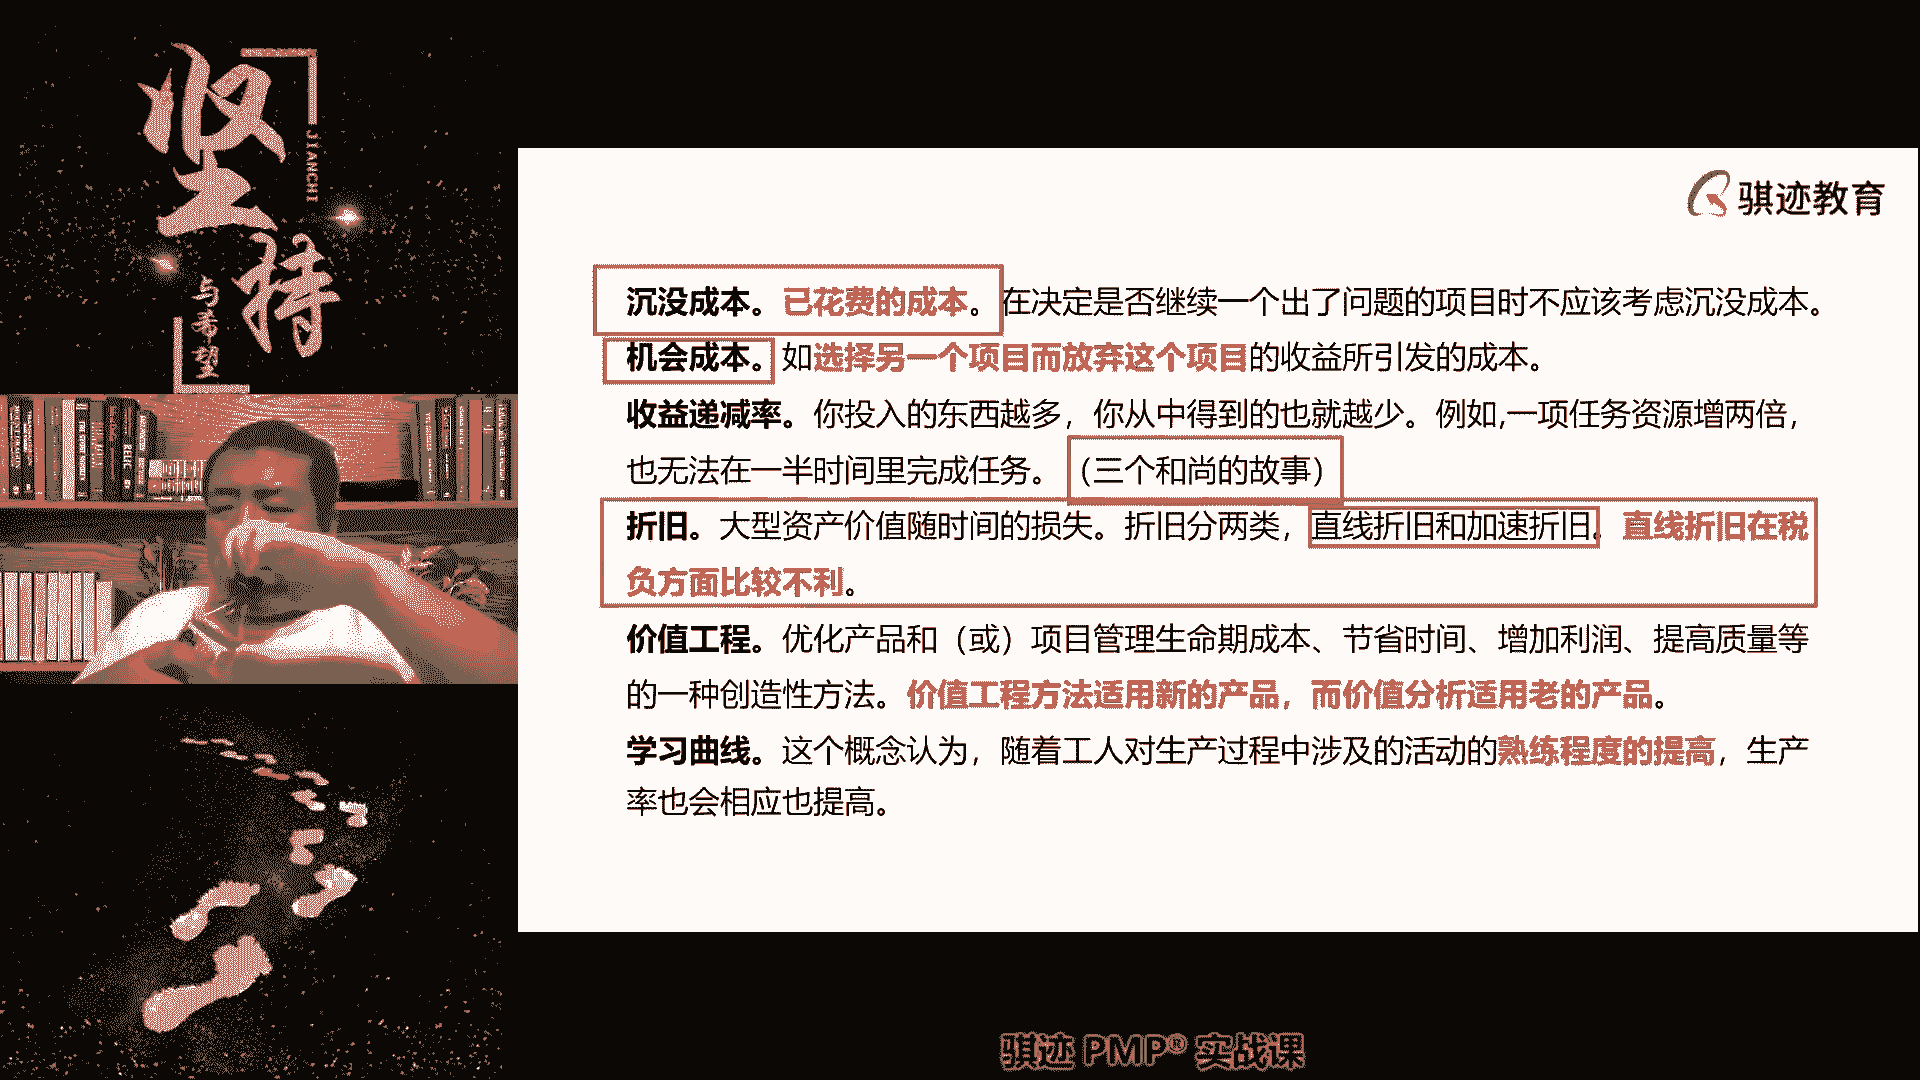 坚持
JIANCHI
与希望
骐迹教育
沉没成本。已花费的成本。在决定是否继续一个出了问题的项目时不应该考虑沉没成本。
机会成本。如选择另一个项目而放弃这个项目的收益所引发的成本。
收益递减率。你投入的东西越多，你从中得到的也就越少。例如,一项任务资源增两倍，
也无法在一半时间里完成任务。（三个和尚的故事）
折旧。大型资产价值随时间的损失。折旧分两类，直线折旧和加速折旧。直线折旧在税
负方面比较不利。
价值工程。优化产品和（或）项目管理生命期成本、节省时间、增加利润、提高质量等
的一种创造性方法。价值工程方法适用新的产品，而价值分析适用老的产品。
学习曲线。这个概念认为，随着工人对生产过程中涉及的活动的熟练程度的提高，生产
率也会相应也提高。
骐迹 PMP® 实战课